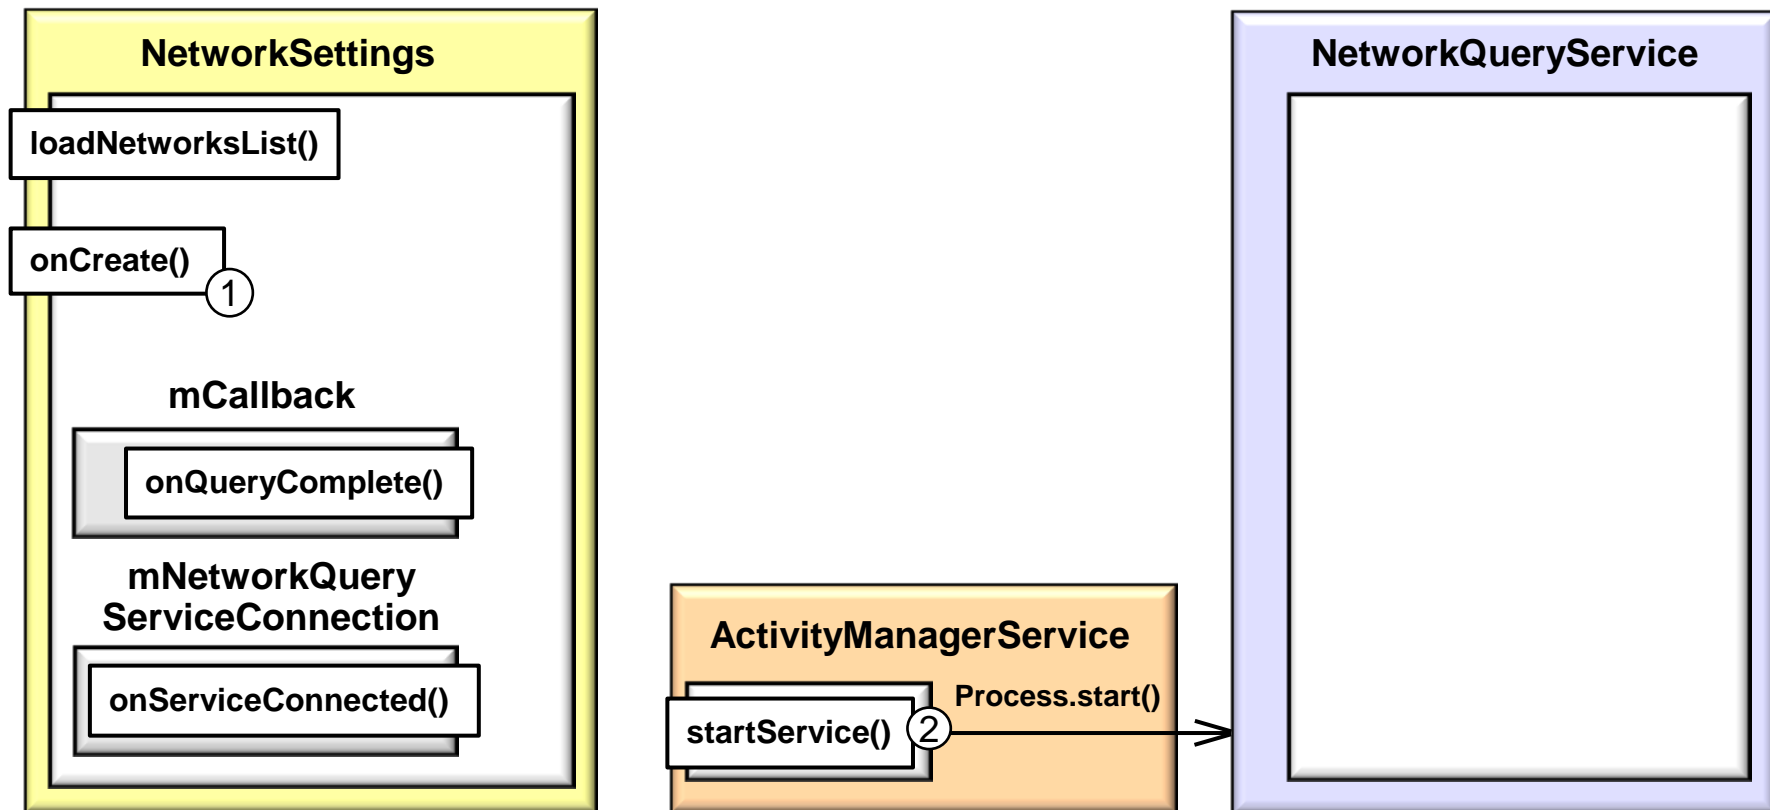 NetworkSettings
loadNetworksList()
onCreate()
1
mCallback
onQueryComplete()
mNetworkQuery
ServiceConnection
onServiceConnected()
ActivityManagerService
Process.start()
startService()
2
NetworkQueryService